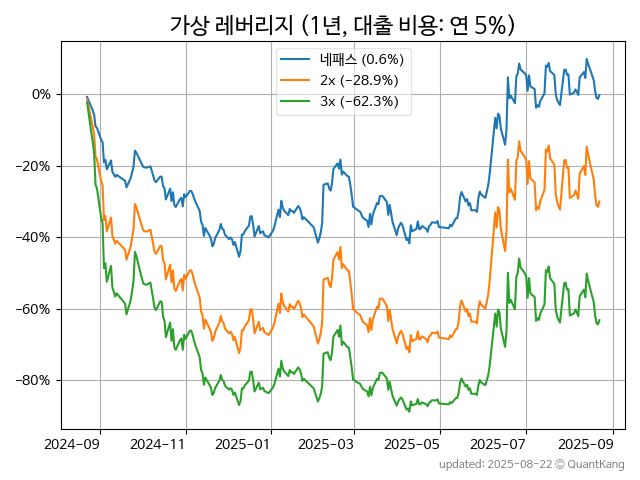 가상 레버리지 (1년, 대출 비용: 연 5%)
네패스 (0.6%)
2x (−28.9%)
3x (−62.3%)
0%
−20%
−40%
−60%
−80%
2024-09
2024-11
2025-01
2025-03
2025-05
2025-07
2025-09
updated: 2025-08-22 © QuantKang